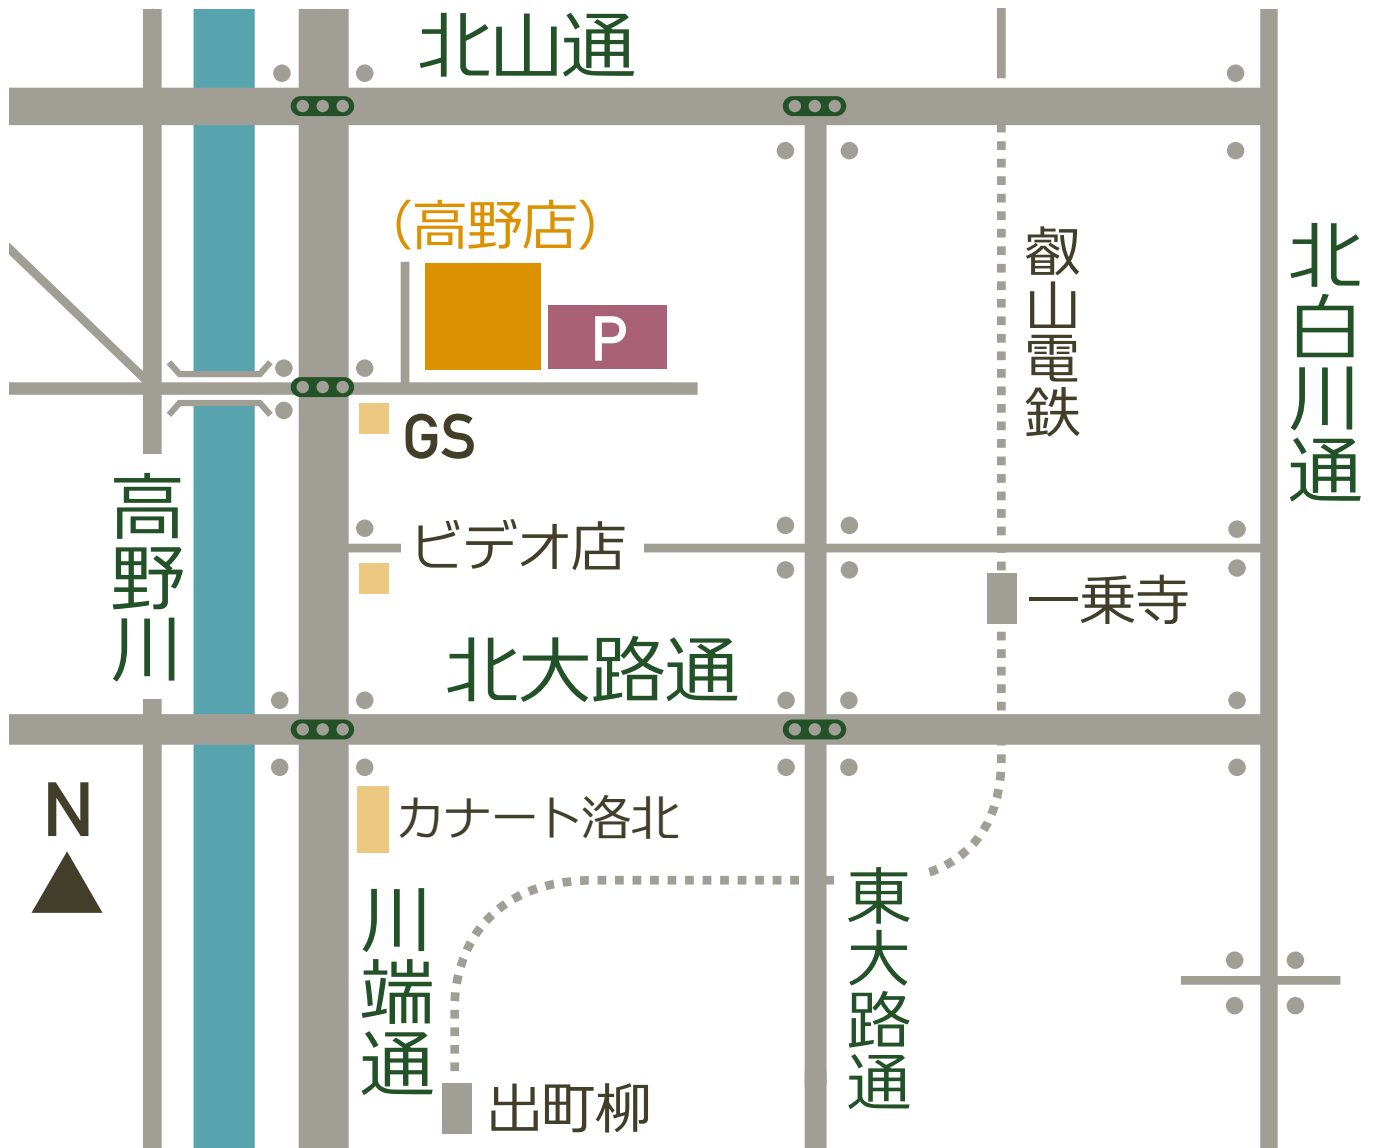 北山通
(高野店)
P
叡山電鉄
北白川通
GS
高野川
ビデオ店
一乗寺
北大路通
N
カナート洛北
川端通
東大路通
出町柳